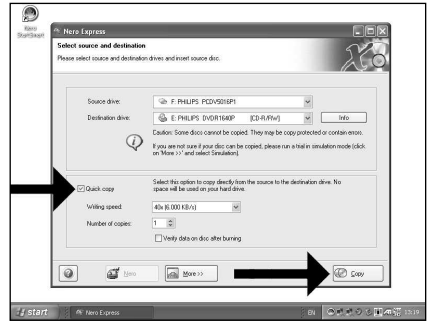 Nero
StartSmart
Nero Express
Select source and destination
Please select source and destination drives and insert source disc.
Source drive:
F: PHILIPS PCDV5016P1
Destination drive:
E: PHILIPS DVDR1640P [CD-R/RW]
Info
Caution: Some discs cannot be copied. They may be copy protected or contain errors.
If you are not sure if your disc can be copied, please run a trial in simulation mode (click
on 'More >>' and select Simulation).
Quick copy
Select this option to copy directly from the source to the destination drive. No
space will be used on your hard drive.
Writing speed:
40x (6.000 KB/s)
Number of copies:
1
Verify data on disc after burning
Nero
More >>
Copy
start
Nero Express
EN
13:19